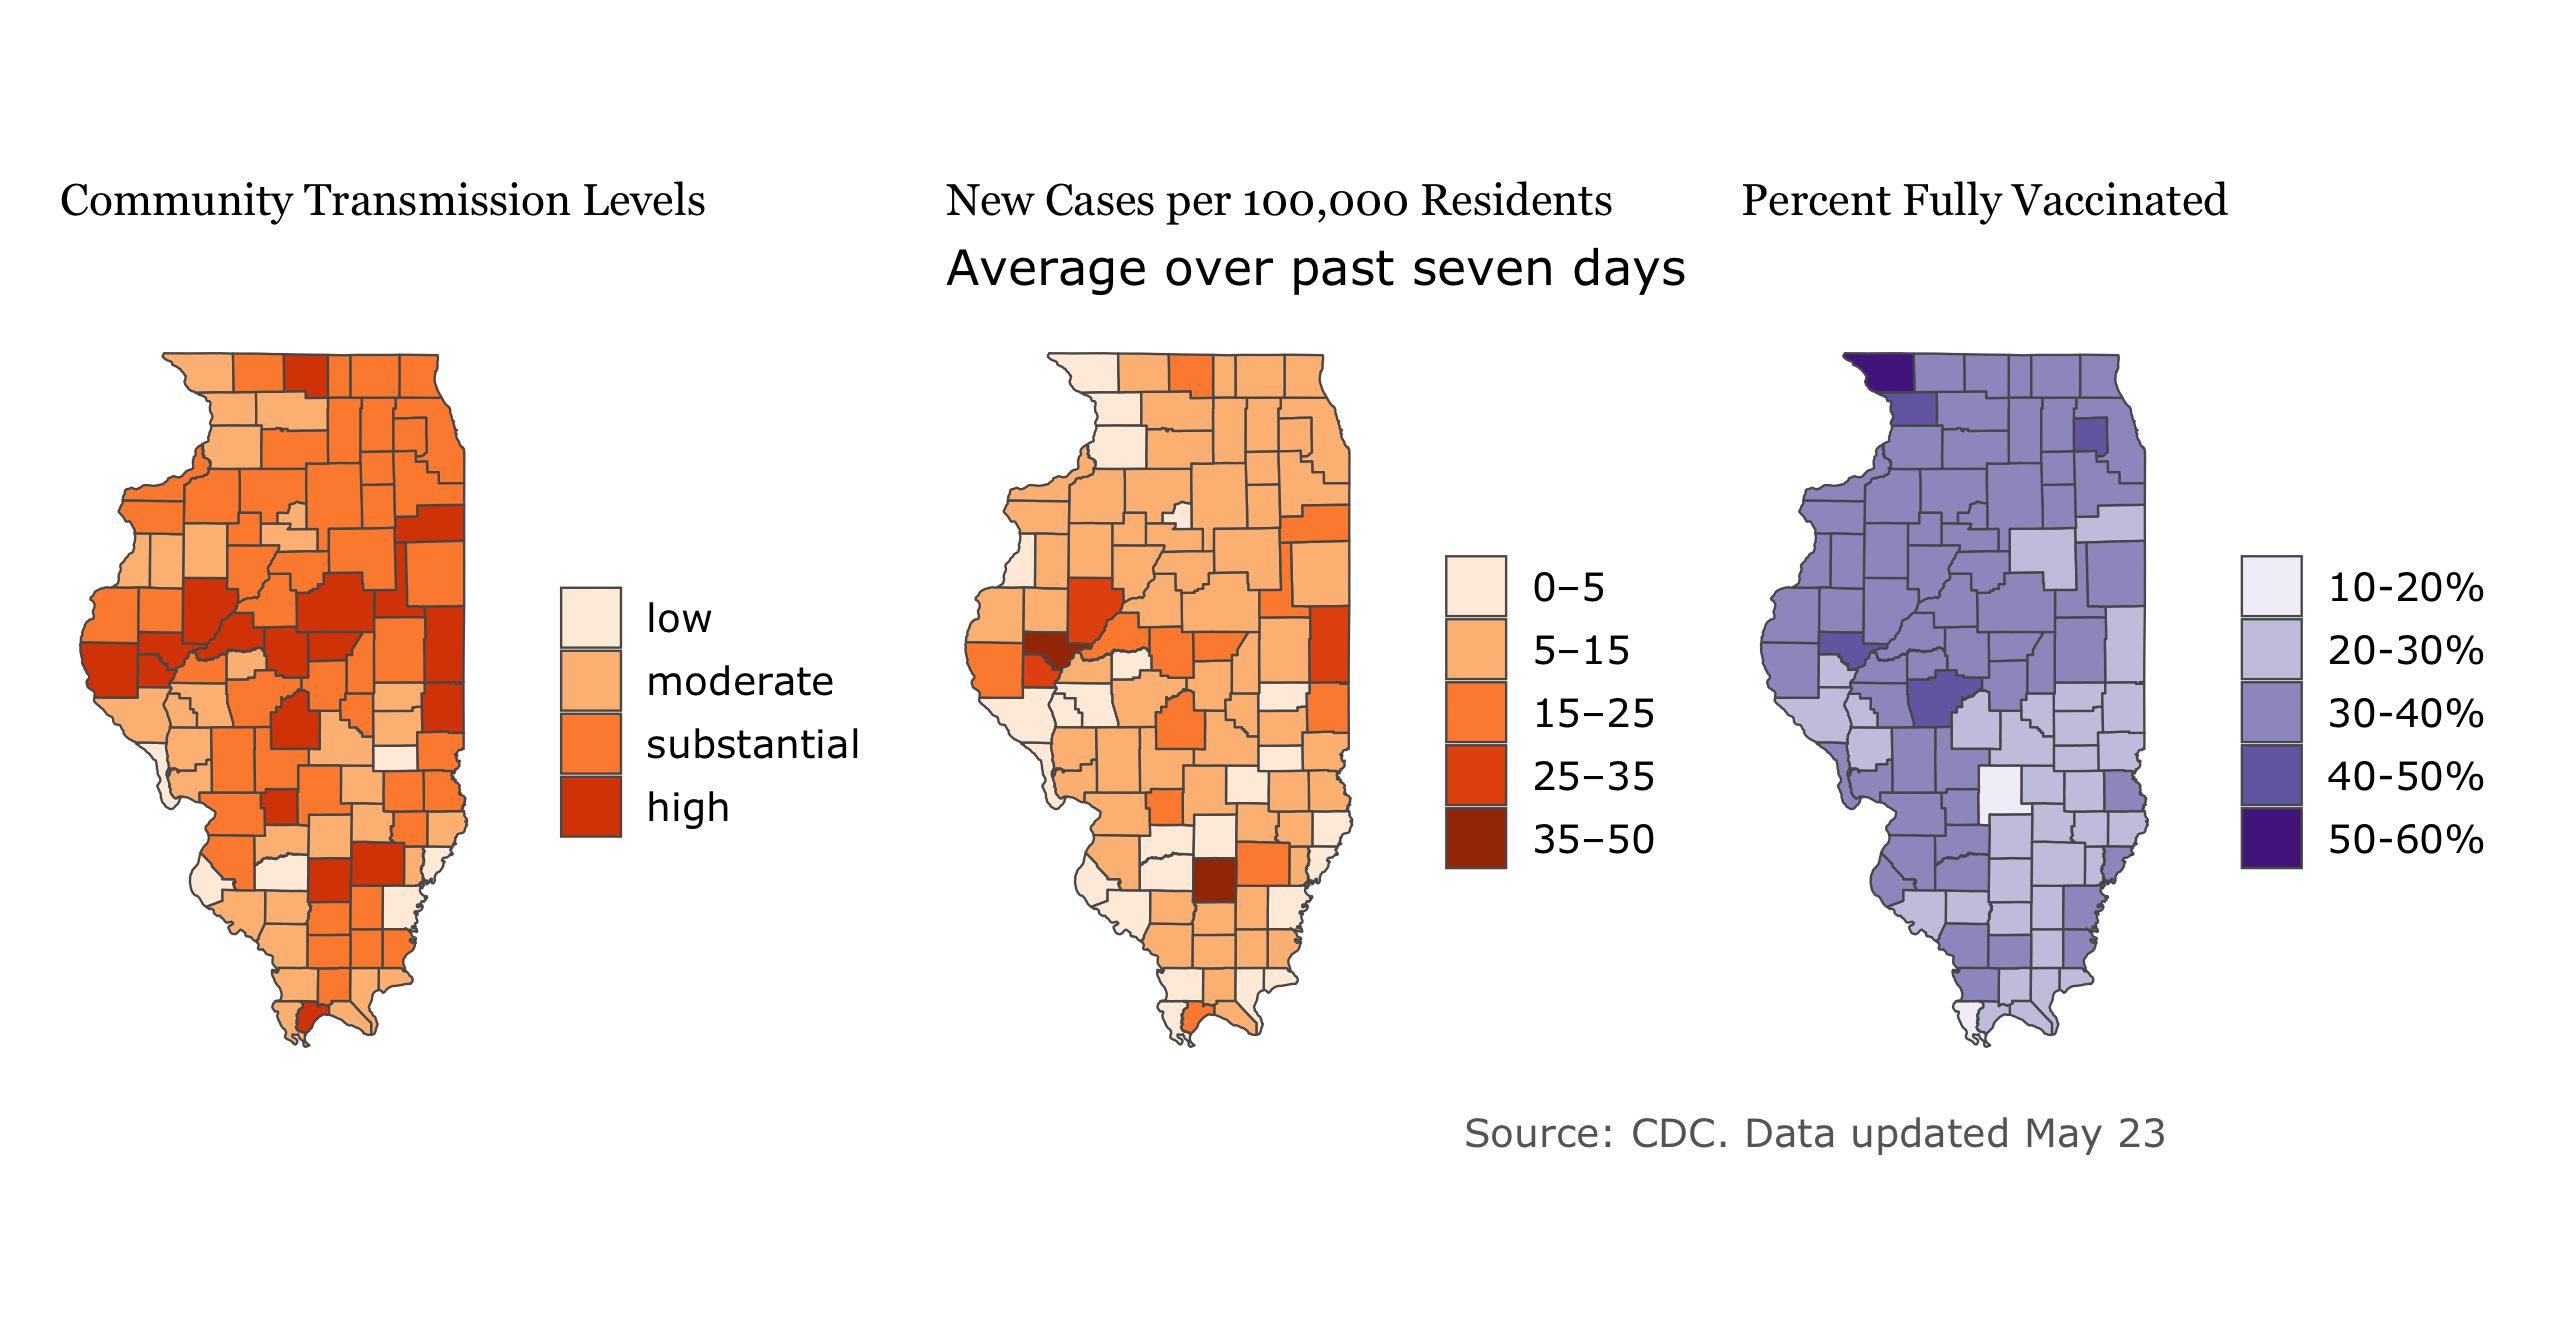 Community Transmission Levels
New Cases per 100,000 Residents
Average over past seven days
Percent Fully Vaccinated
low
moderate
substantial
high
0–5
5–15
15–25
25–35
35–50
10-20%
20-30%
30-40%
40-50%
50-60%
Source: CDC. Data updated May 23